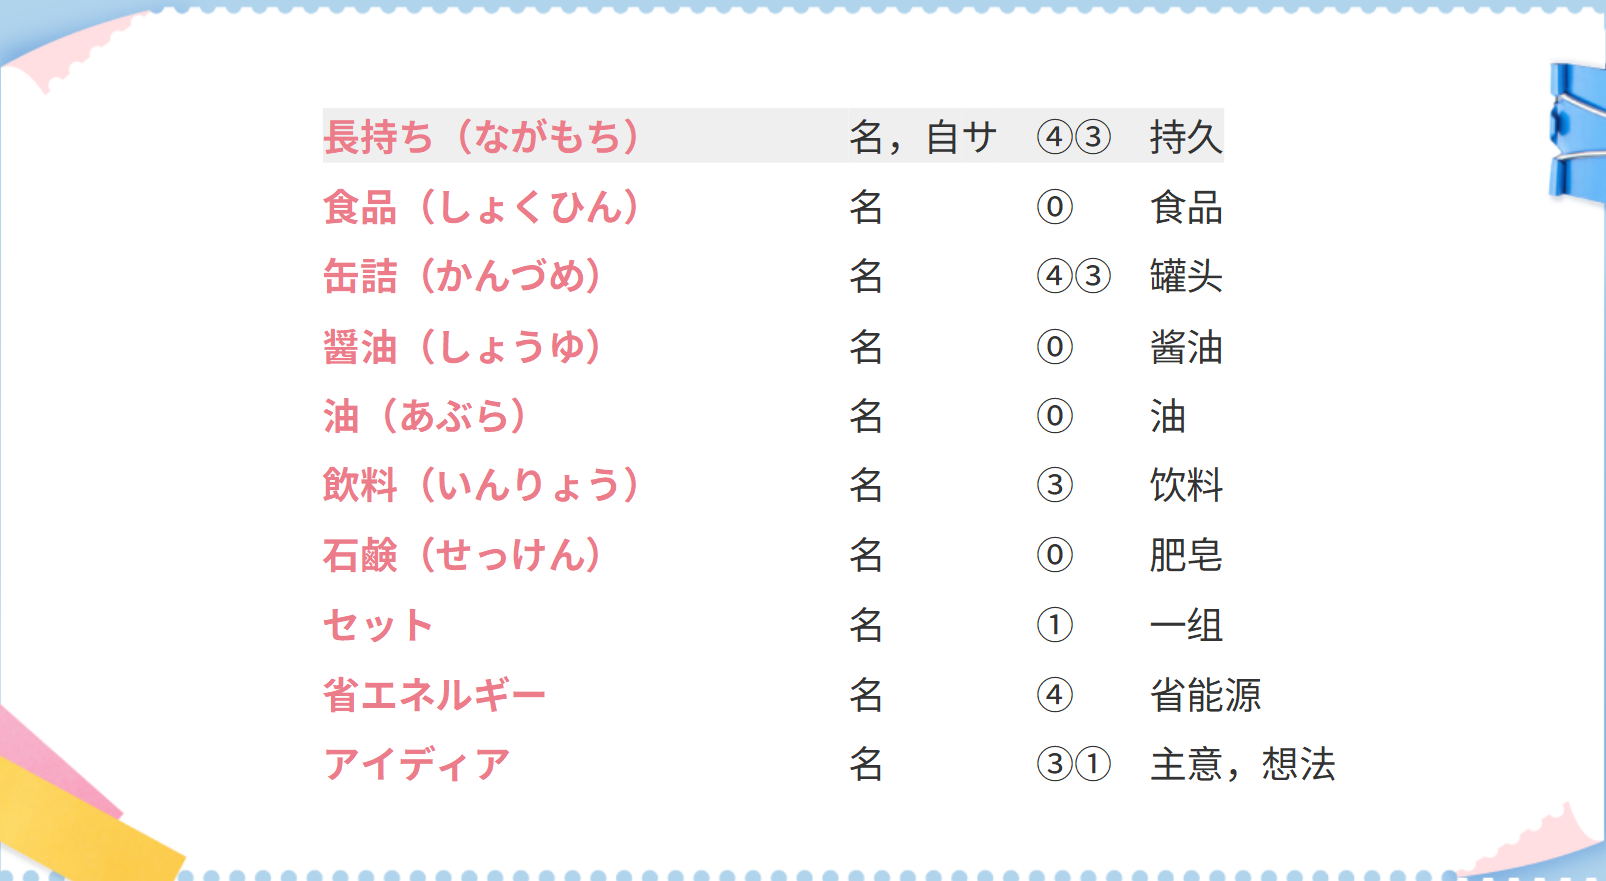 長持ち（ながもち） 名，自サ ④③ 持久
食品（しょくひん） 名 ⓪ 食品
缶詰（かんづめ） 名 ④③ 罐头
醤油（しょうゆ） 名 ⓪ 酱油
油（あぶら） 名 ⓪ 油
飲料（いんりょう） 名 ③ 饮料
石鹸（せっけん） 名 ⓪ 肥皂
セット 名 ① 一组
省エネルギー 名 ④ 省能源
アイディア 名 ③① 主意，想法